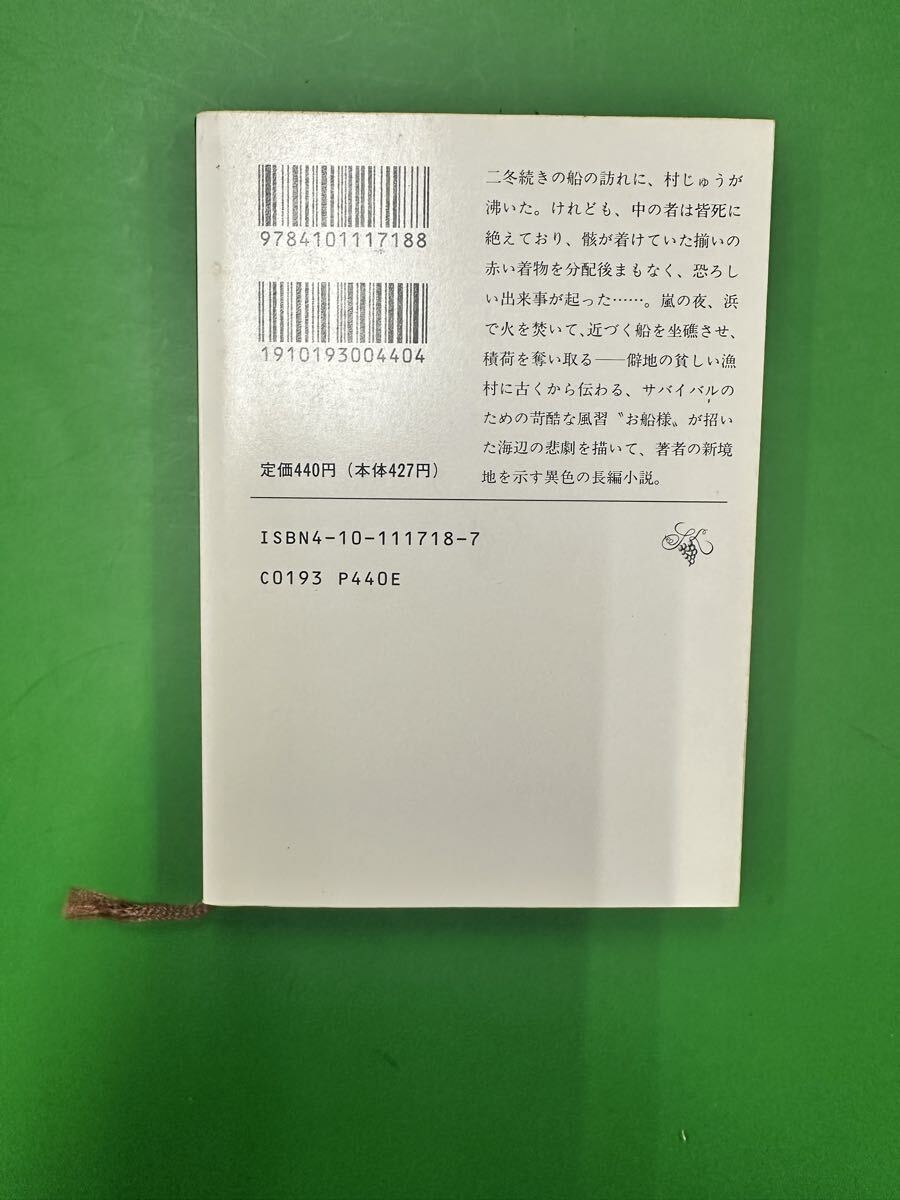 9784101117188
1910193004404
定価440円（本体427円）
二冬続きの船の訪れに、村じゅうが
沸いた。けれども、中の者は皆死に
絶えており、骸が着けていた揃いの
赤い着物を分配後まもなく、恐ろし
い出来事が起った……。嵐の夜、浜
で火を焚いて、近づく船を坐礁させ、
積荷を奪い取る――僻地の貧しい漁
村に古くから伝わる、サバイバルの
ための苛酷な風習〝お船様〟が招い
た海辺の悲劇を描いて、著者の新境
地を示す異色の長編小説。
ISBN4-10-111718-7
C0193 P440E